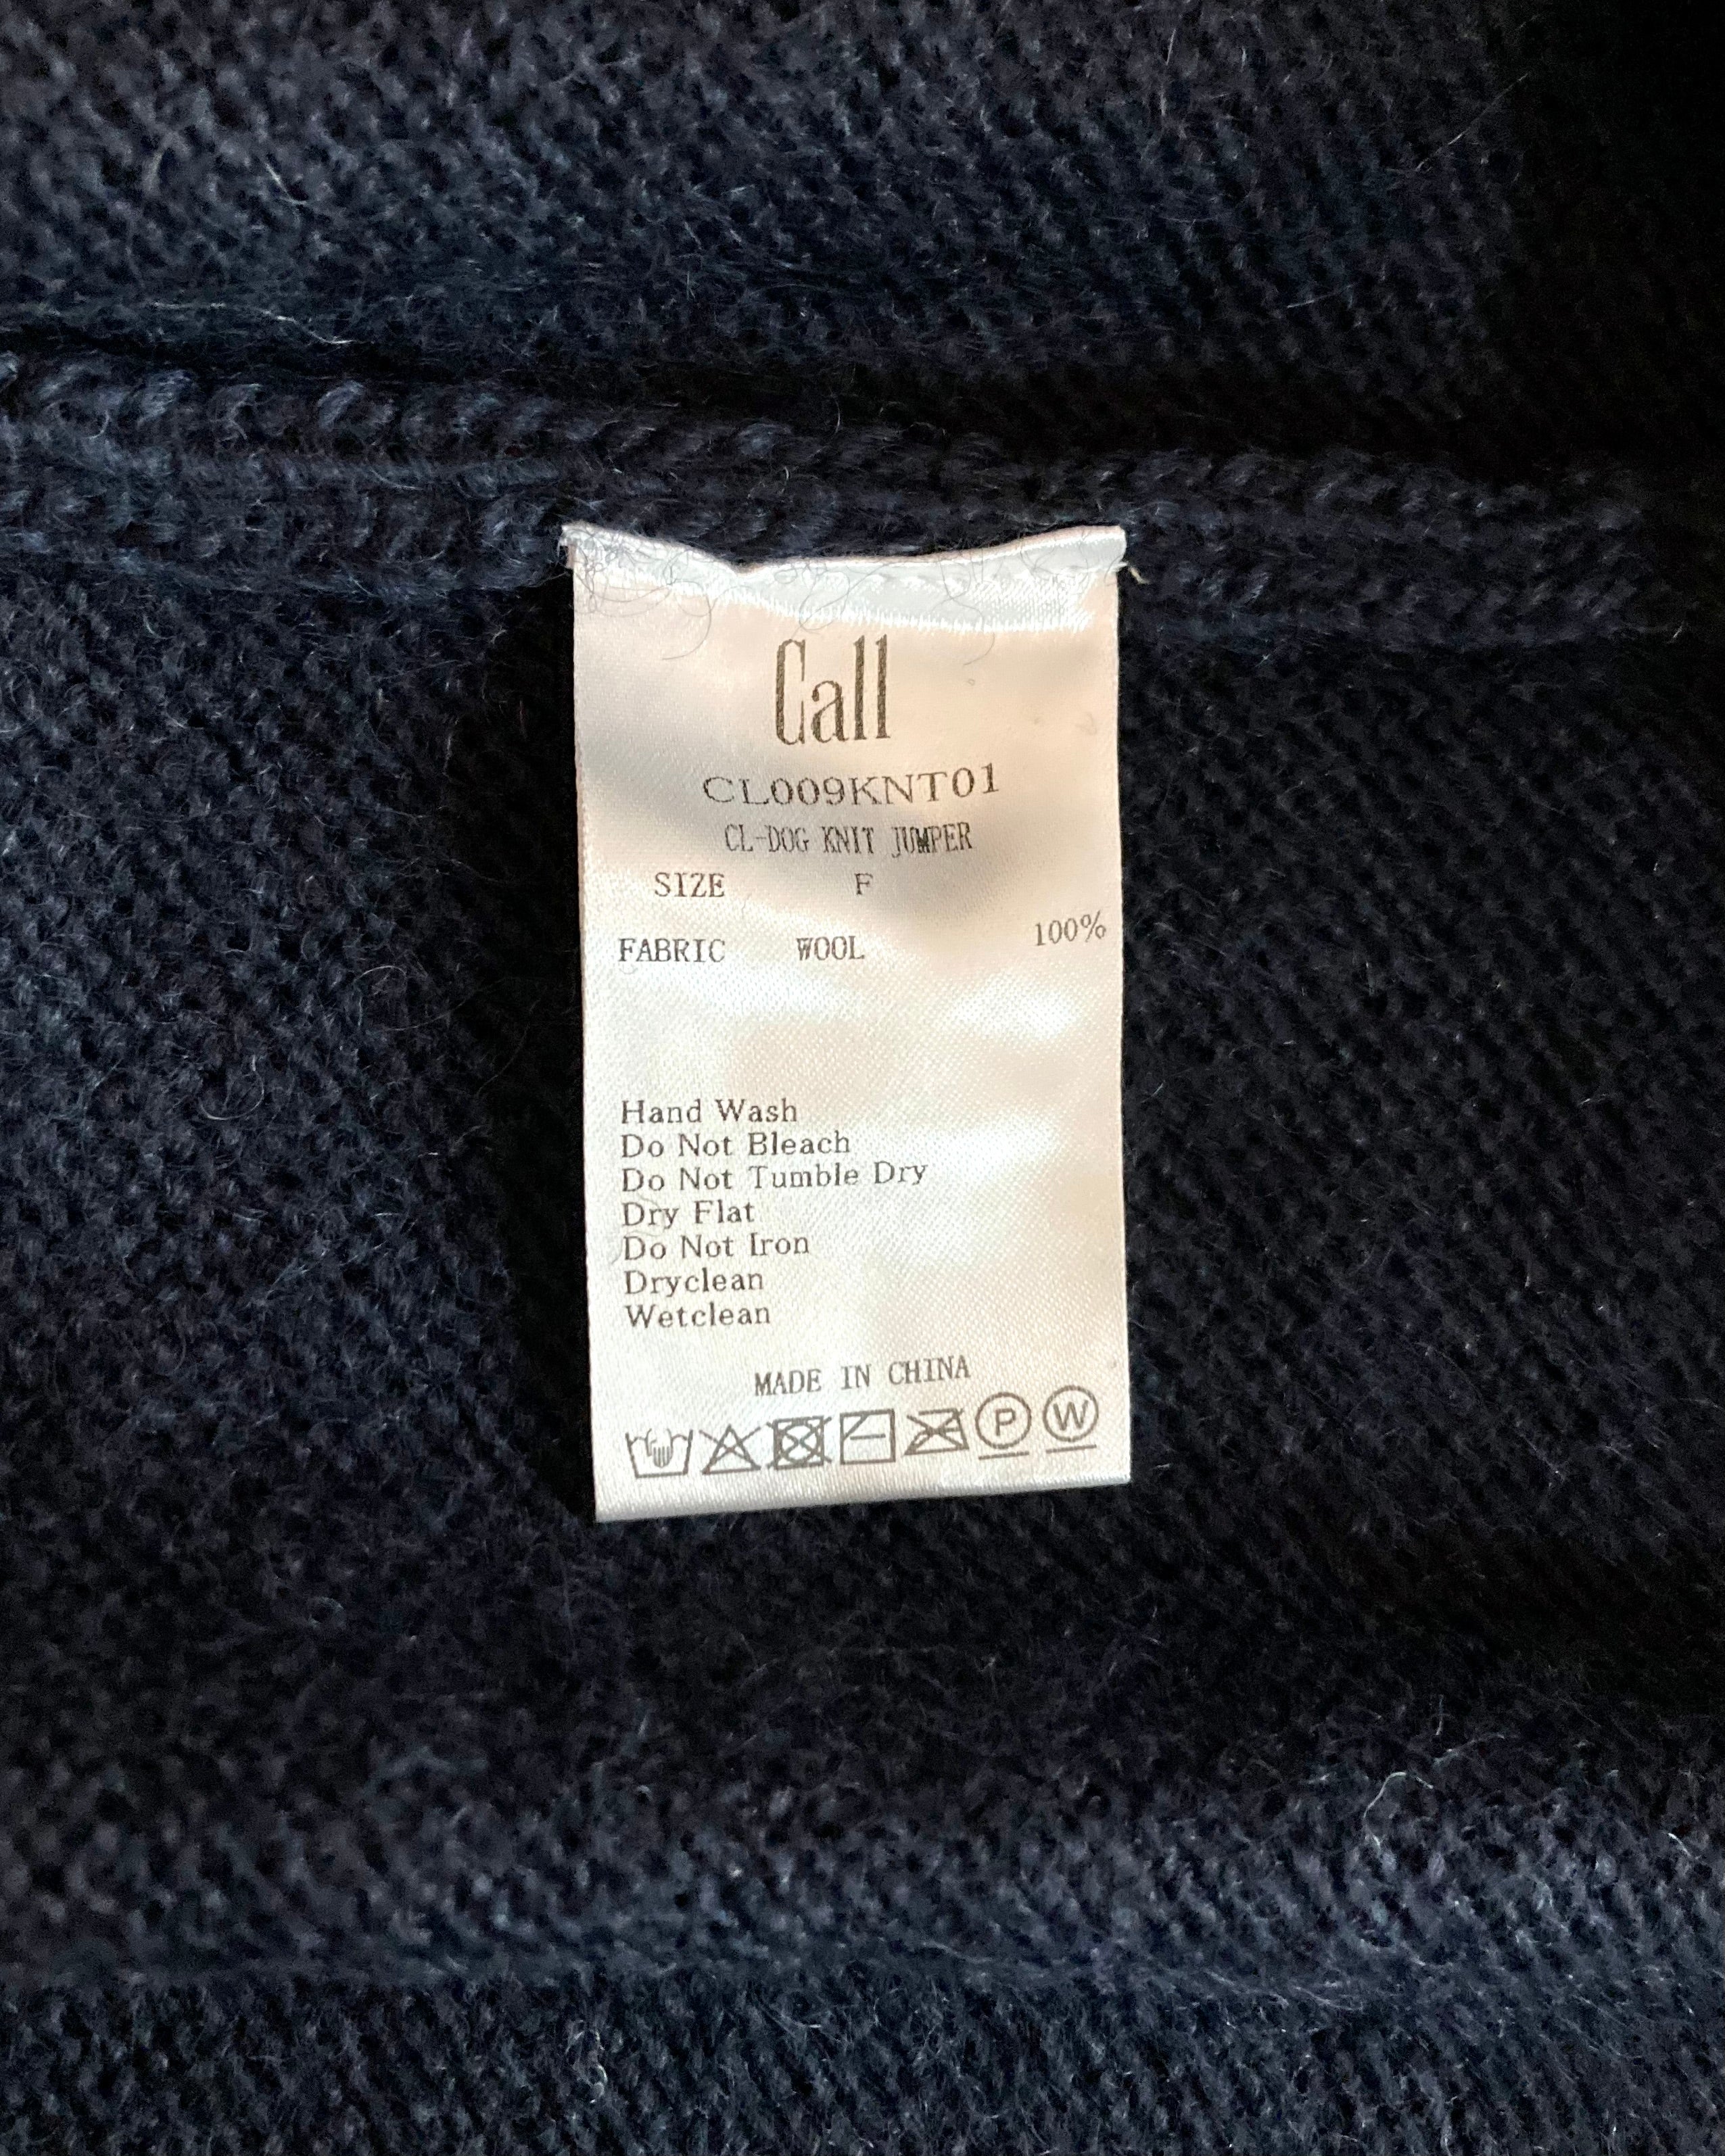 Call
CL009KNT01
CL-DOG KNIT JUMPER
SIZE F
FABRIC WOOL 100%
Hand Wash
Do Not Bleach
Do Not Tumble Dry
Dry Flat
Do Not Iron
Dryclean
Wetclean
MADE IN CHINA
P W